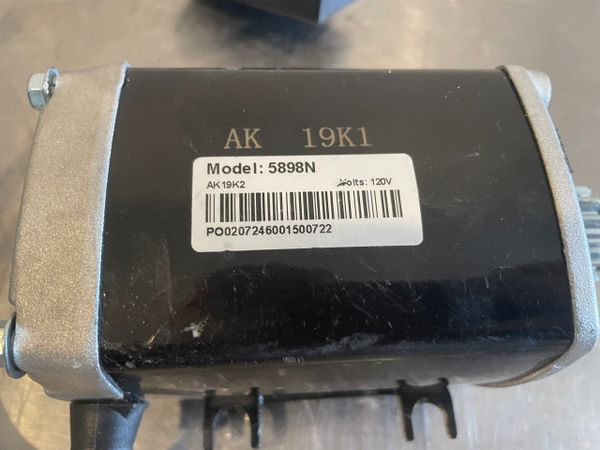 AK 19K1
Model: 5898N
AK19K2 Volts: 120V
PO0207246001500722